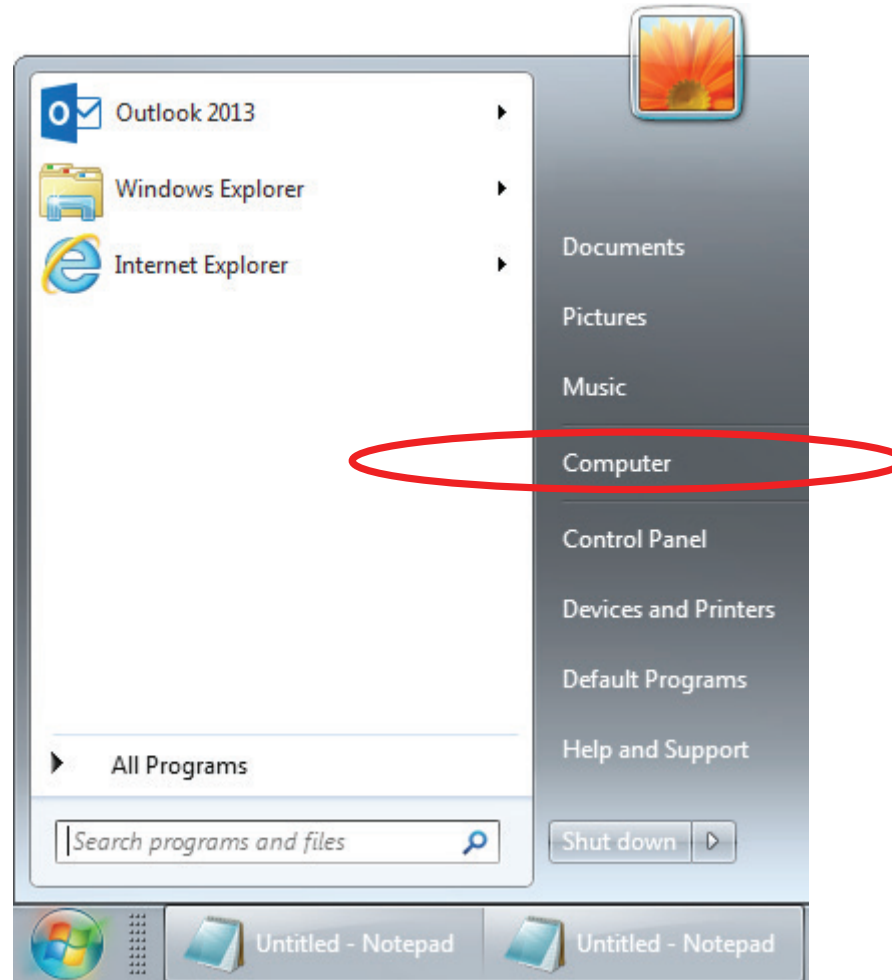 Outlook 2013
Windows Explorer
Internet Explorer
All Programs
Search programs and files
Documents
Pictures
Music
Computer
Control Panel
Devices and Printers
Default Programs
Help and Support
Shut down
Untitled - Notepad
Untitled - Notepad